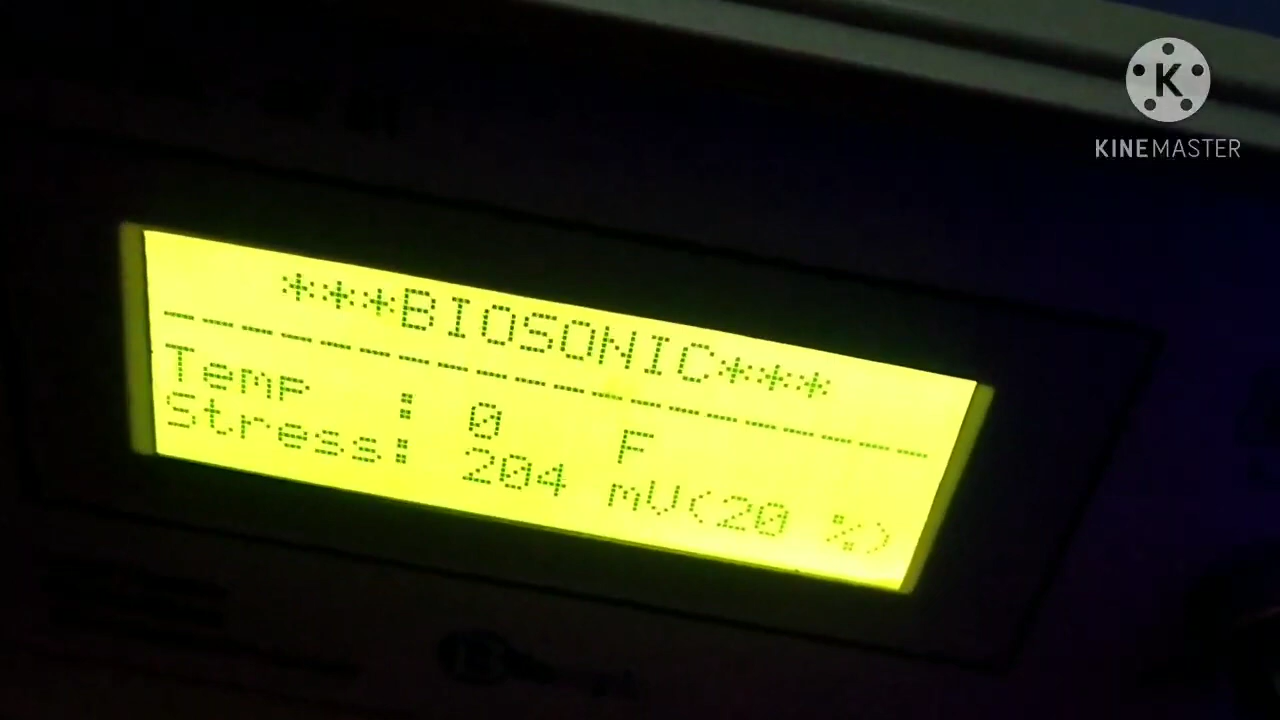 KINEMASTER
***BIOSONIC***
--------------------
Temp : 0 F
Stress: 204 mV(20 %)